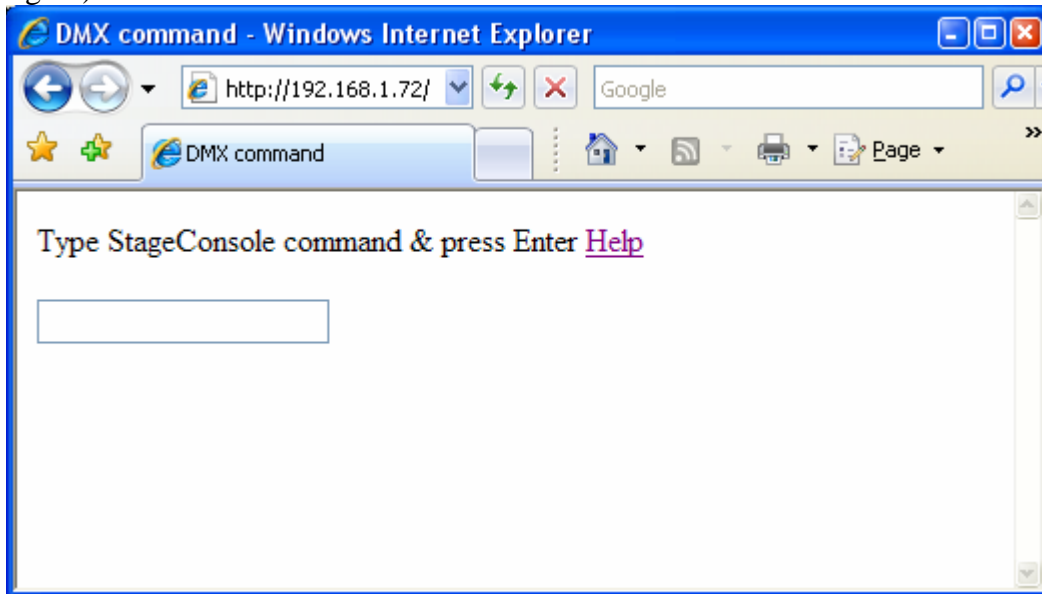 DMX command - Windows Internet Explorer
http://192.168.1.72/
Google
DMX command
Page
Type StageConsole command & press Enter Help